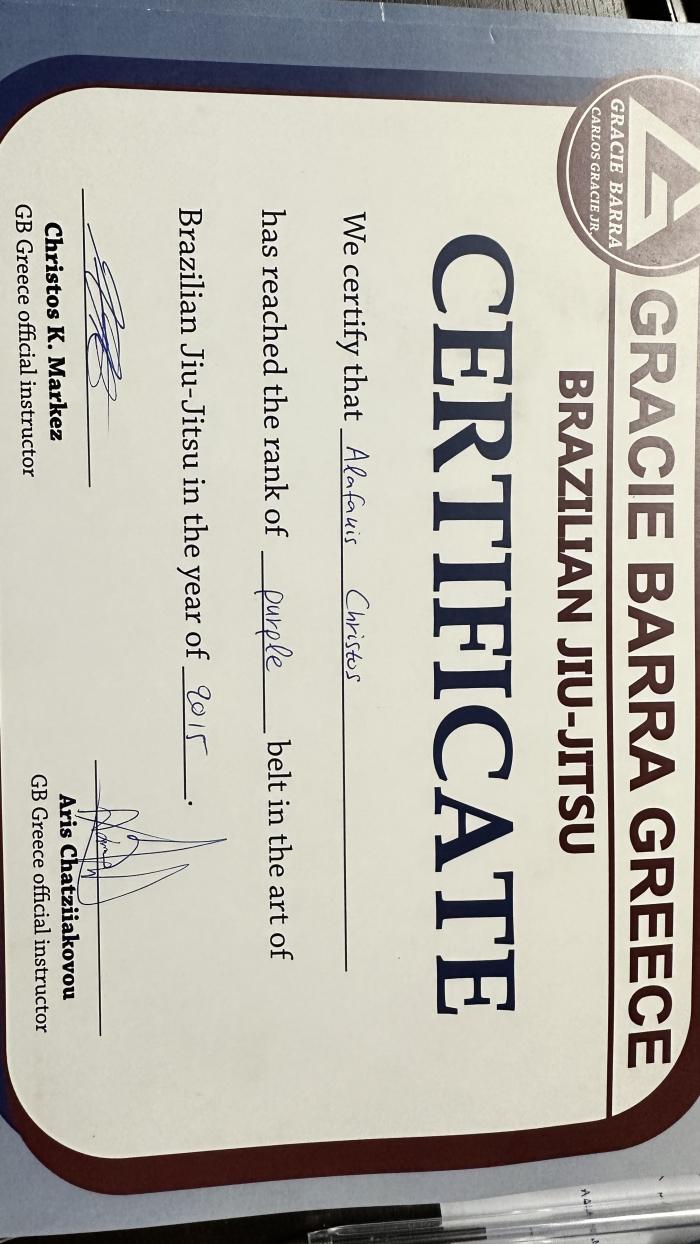 GRACIE BARRA
CARLOS GRACIE JR.
GRACIE BARRA GREECE
BRAZILIAN JIU-JITSU
CERTIFICATE
We certify that Alafauis Christos
has reached the rank of purple belt in the art of
Brazilian Jiu-Jitsu in the year of 2015.
Christos K. Markez
GB Greece official instructor
Aris Chatziiakovou
GB Greece official instructor